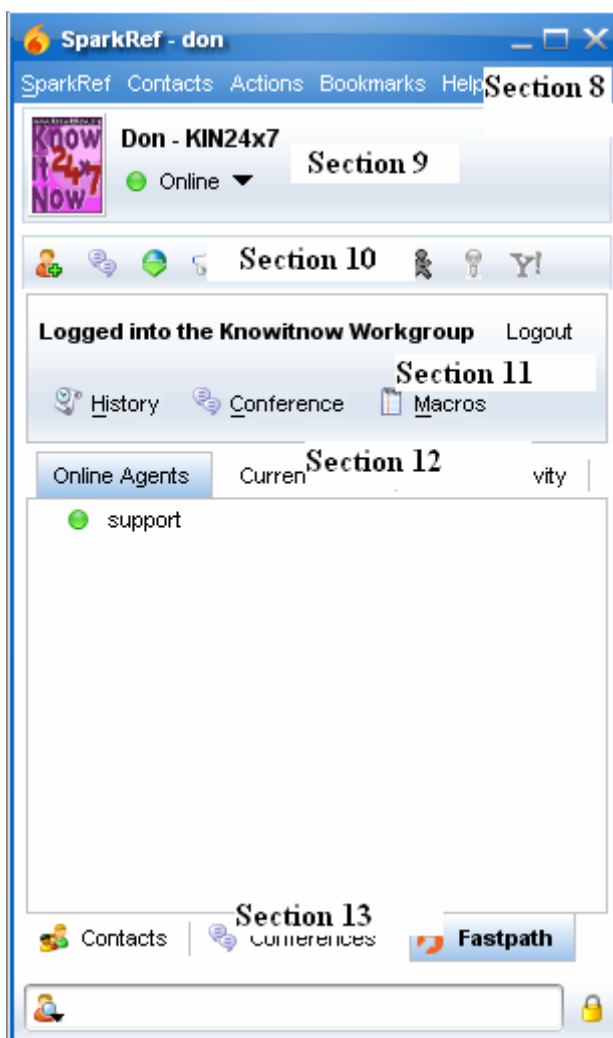 SparkRef - don
SparkRef Contacts Actions Bookmarks Help Section 8
Know It 24x7 Now
Don - KIN24x7
Online Section 9
Section 10 Y!
Logged into the Knowitnow Workgroup Logout
Section 11
History Conference Macros
Section 12
Online Agents Curren vity
support
Section 13
Contacts Conferences Fastpath